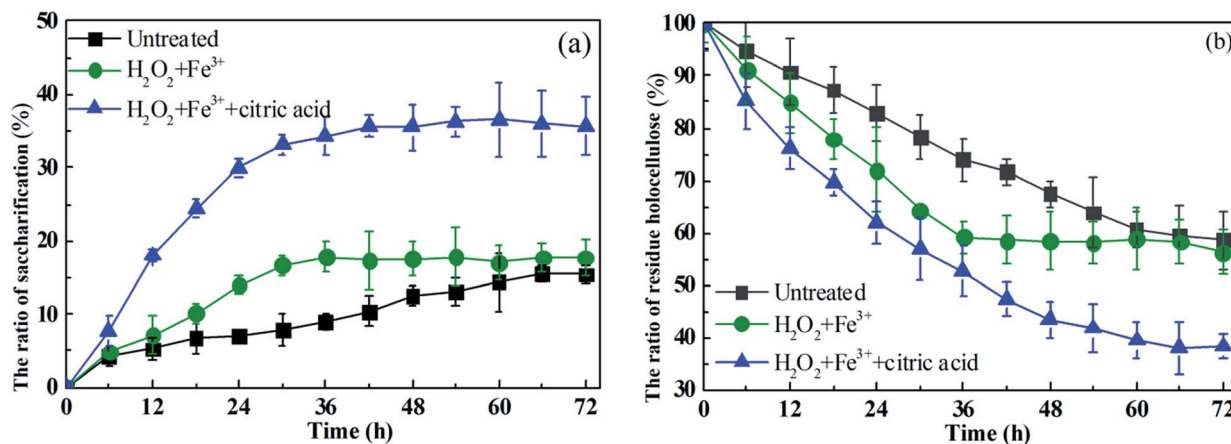 (a)
Untreated
H₂O₂+Fe³⁺
H₂O₂+Fe³⁺+citric acid
The ratio of saccharification (%)
50
40
30
20
10
0
0 12 24 36 48 60 72
Time (h)
(b)
The ratio of residue holocellulose (%)
100
90
80
70
60
50
40
30
Untreated
H₂O₂+Fe³⁺
H₂O₂+Fe³⁺+citric acid
0 12 24 36 48 60 72
Time (h)